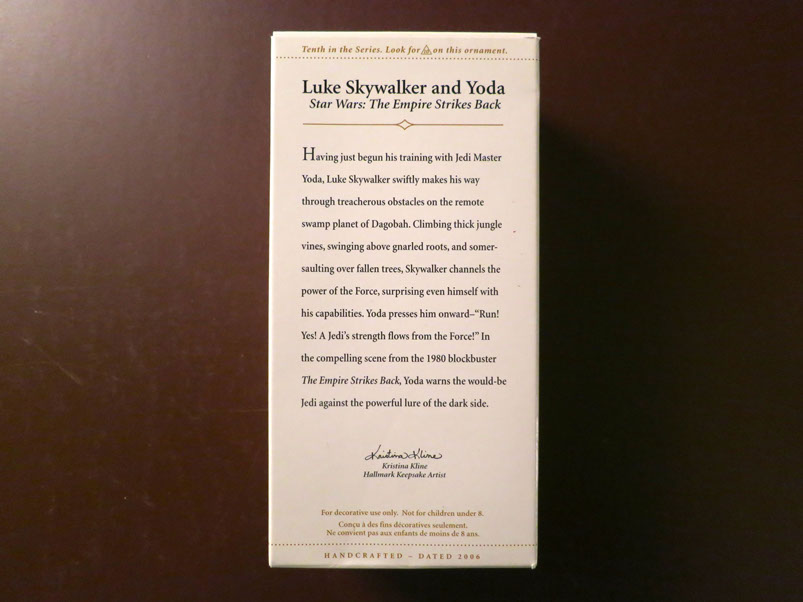 Tenth in the Series. Look for on this ornament.
Luke Skywalker and Yoda
Star Wars: The Empire Strikes Back
Having just begun his training with Jedi Master
Yoda, Luke Skywalker swiftly makes his way
through treacherous obstacles on the remote
swamp planet of Dagobah. Climbing thick jungle
vines, swinging above gnarled roots, and somer-
saulting over fallen trees, Skywalker channels the
power of the Force, surprising even himself with
his capabilities. Yoda presses him onward–“Run!
Yes! A Jedi’s strength flows from the Force!” In
the compelling scene from the 1980 blockbuster
The Empire Strikes Back, Yoda warns the would-be
Jedi against the powerful lure of the dark side.
Kristina Kline
Kristina Kline
Hallmark Keepsake Artist
For decorative use only. Not for children under 8.
Conçu à des fins décoratives seulement.
Ne convient pas aux enfants de moins de 8 ans.
HANDCRAFTED ~ DATED 2006